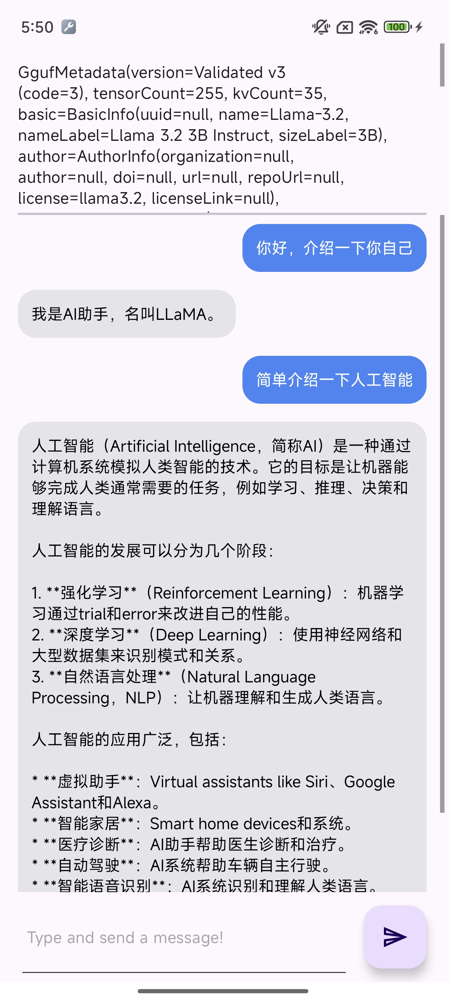 5:50
6
100
GgufMetadata(version=Validated v3
(code=3), tensorCount=255, kvCount=35,
basic=BasicInfo(uuid=null, name=Llama-3.2,
nameLabel=Llama 3.2 3B Instruct, sizeLabel=3B),
author=AuthorInfo(organization=null,
author=null, doi=null, url=null, repoUrl=null,
license=llama3.2, licenseLink=null),
你好，介绍一下你自己
我是AI助手，名叫LLaMA。
简单介绍一下人工智能
人工智能（Artificial Intelligence，简称AI）是一种通过
计算机系统模拟人类智能的技术。它的目标是让机器能
够完成人类通常需要的任务，例如学习、推理、决策和
理解语言。
人工智能的发展可以分为几个阶段：
1. **强化学习**（Reinforcement Learning）：机器学
习通过trial和error来改进自己的性能。
2. **深度学习**（Deep Learning）：使用神经网络和
大型数据集来识别模式和关系。
3. **自然语言处理**（Natural Language
Processing，NLP）：让机器理解和生成人类语言。
人工智能的应用广泛，包括：
* **虚拟助手**：Virtual assistants like Siri、Google
Assistant和Alexa。
* **智能家居**：Smart home devices和系统。
* **医疗诊断**：AI助手帮助医生诊断和治疗。
* **自动驾驶**：AI系统帮助车辆自主行驶。
* **智能语音识别**：AI系统识别和理解人类语言。
Type and send a message!